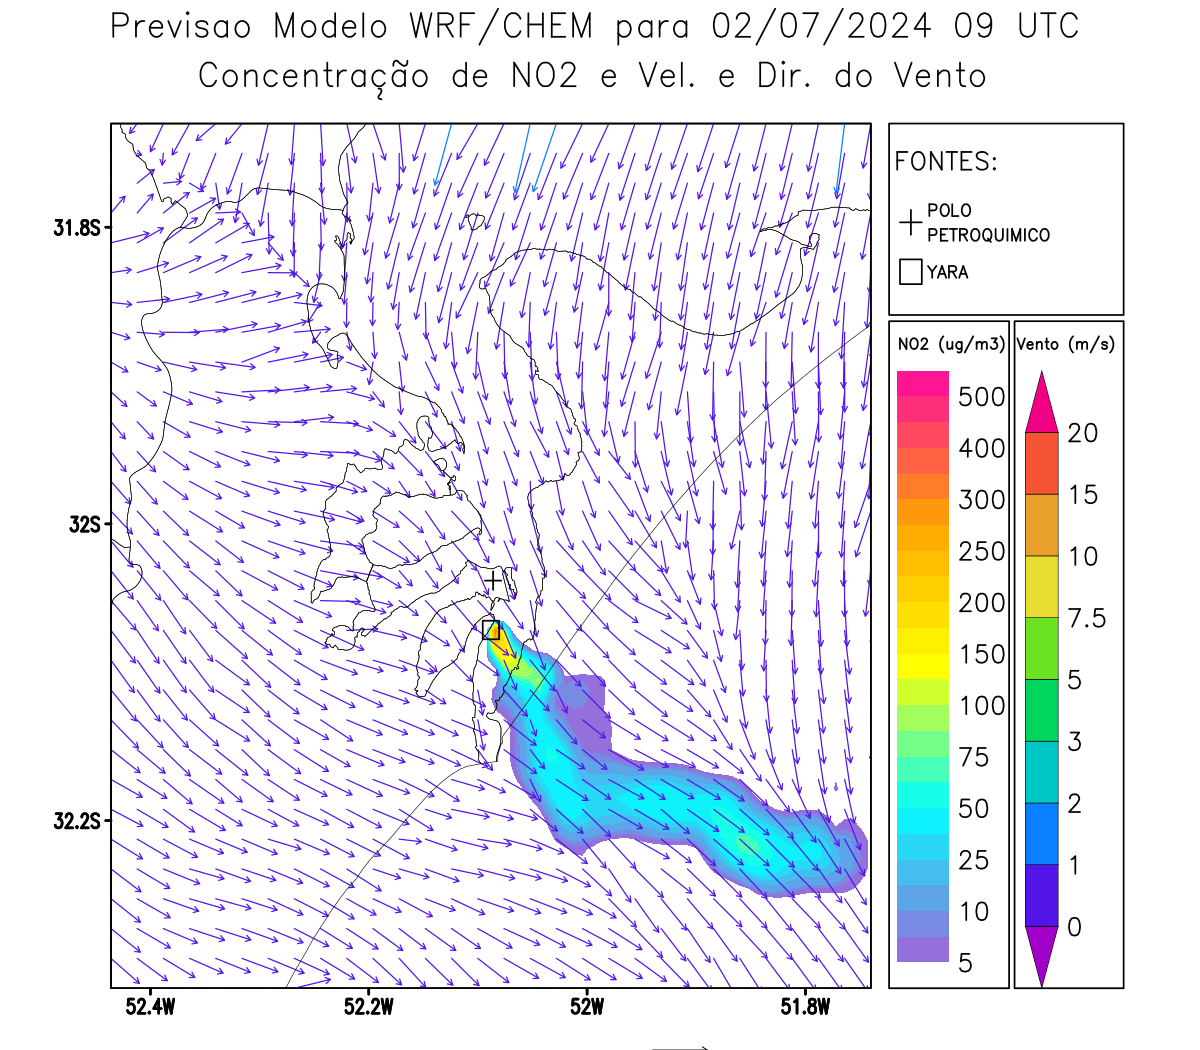 Previsao Modelo WRF/CHEM para 02/07/2024 09 UTC
Concentração de NO2 e Vel. e Dir. do Vento
FONTES:
POLO
PETROQUIMICO
YARA
NO2 (ug/m3)
500
400
300
250
200
150
100
75
50
25
10
5
Vento (m/s)
20
15
10
7.5
5
3
2
1
0
31.8S
32S
32.2S
52.4W
52.2W
52W
51.8W